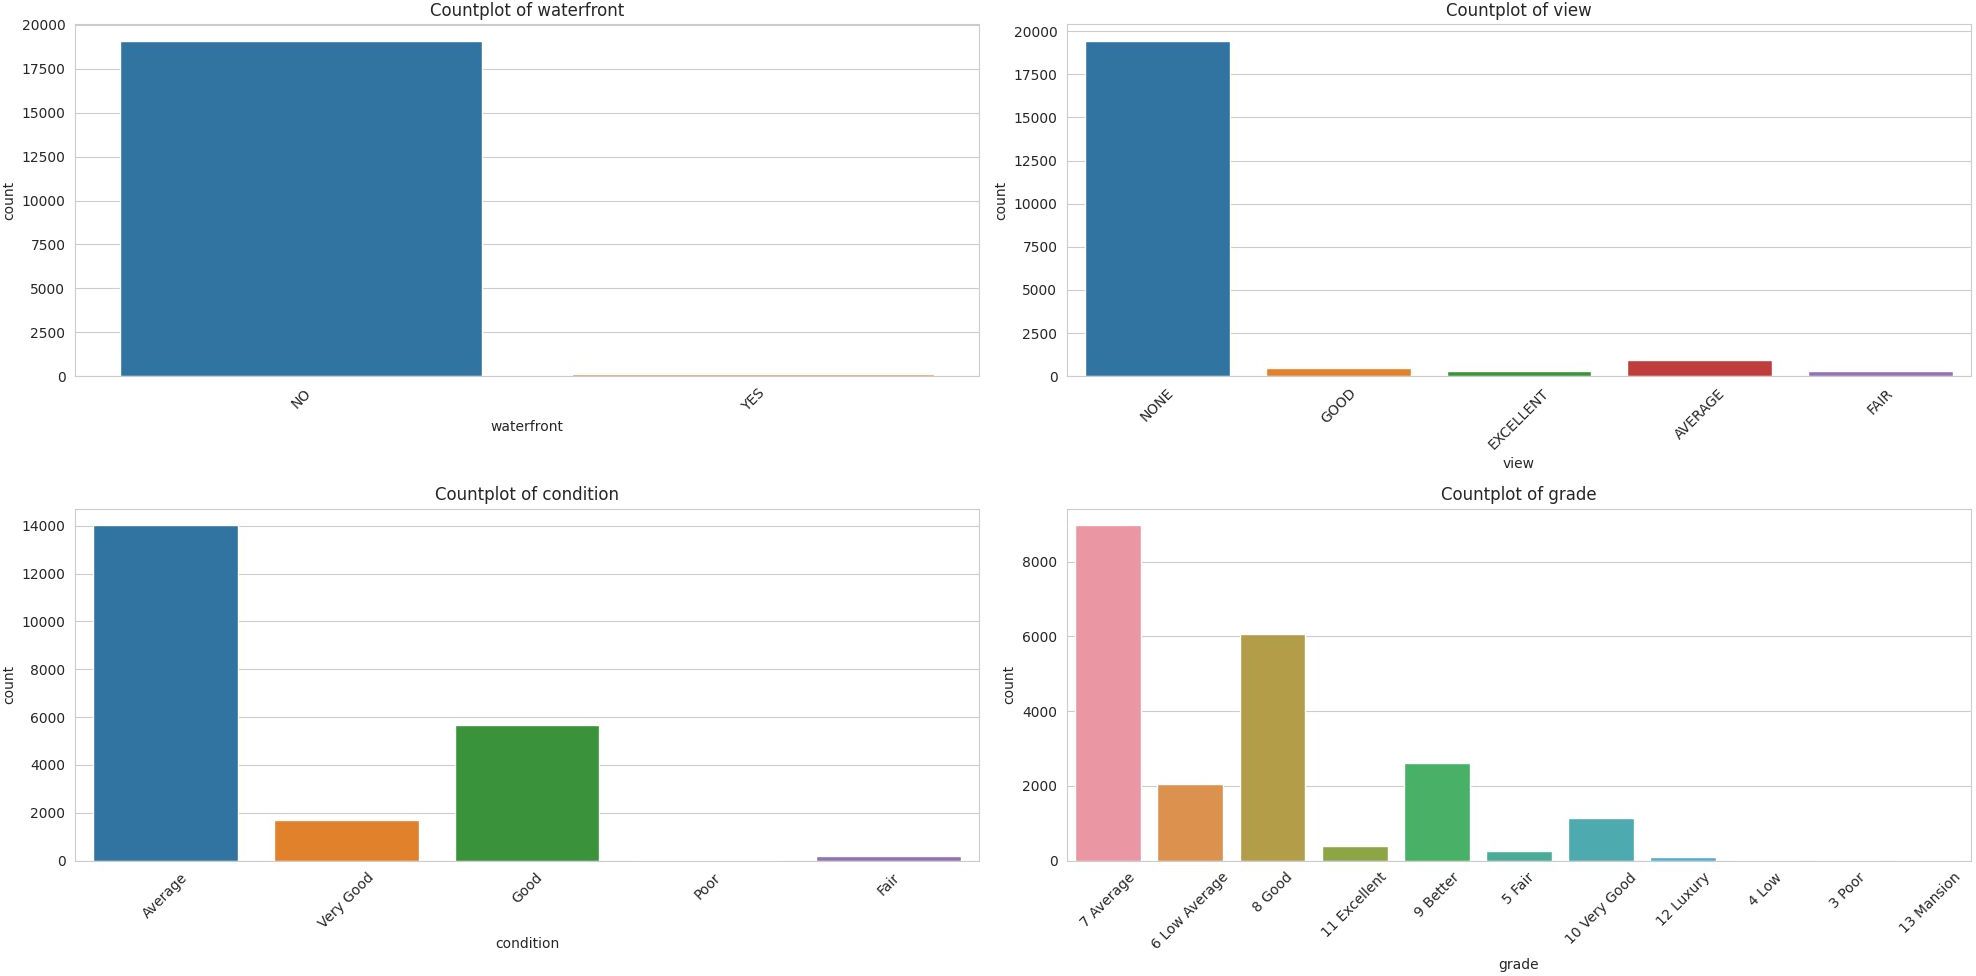 Countplot of waterfront
20000
17500
15000
12500
10000
7500
5000
2500
0
count
NO
YES
waterfront
Countplot of view
20000
17500
15000
12500
10000
7500
5000
2500
0
count
NONE
GOOD
EXCELLENT
AVERAGE
FAIR
view
Countplot of condition
14000
12000
10000
8000
6000
4000
2000
0
count
Average
Very Good
Good
Poor
Fair
condition
Countplot of grade
8000
6000
4000
2000
0
count
7 Average
6 Low Average
8 Good
11 Excellent
9 Better
5 Fair
10 Very Good
12 Luxury
4 Low
3 Poor
13 Mansion
grade